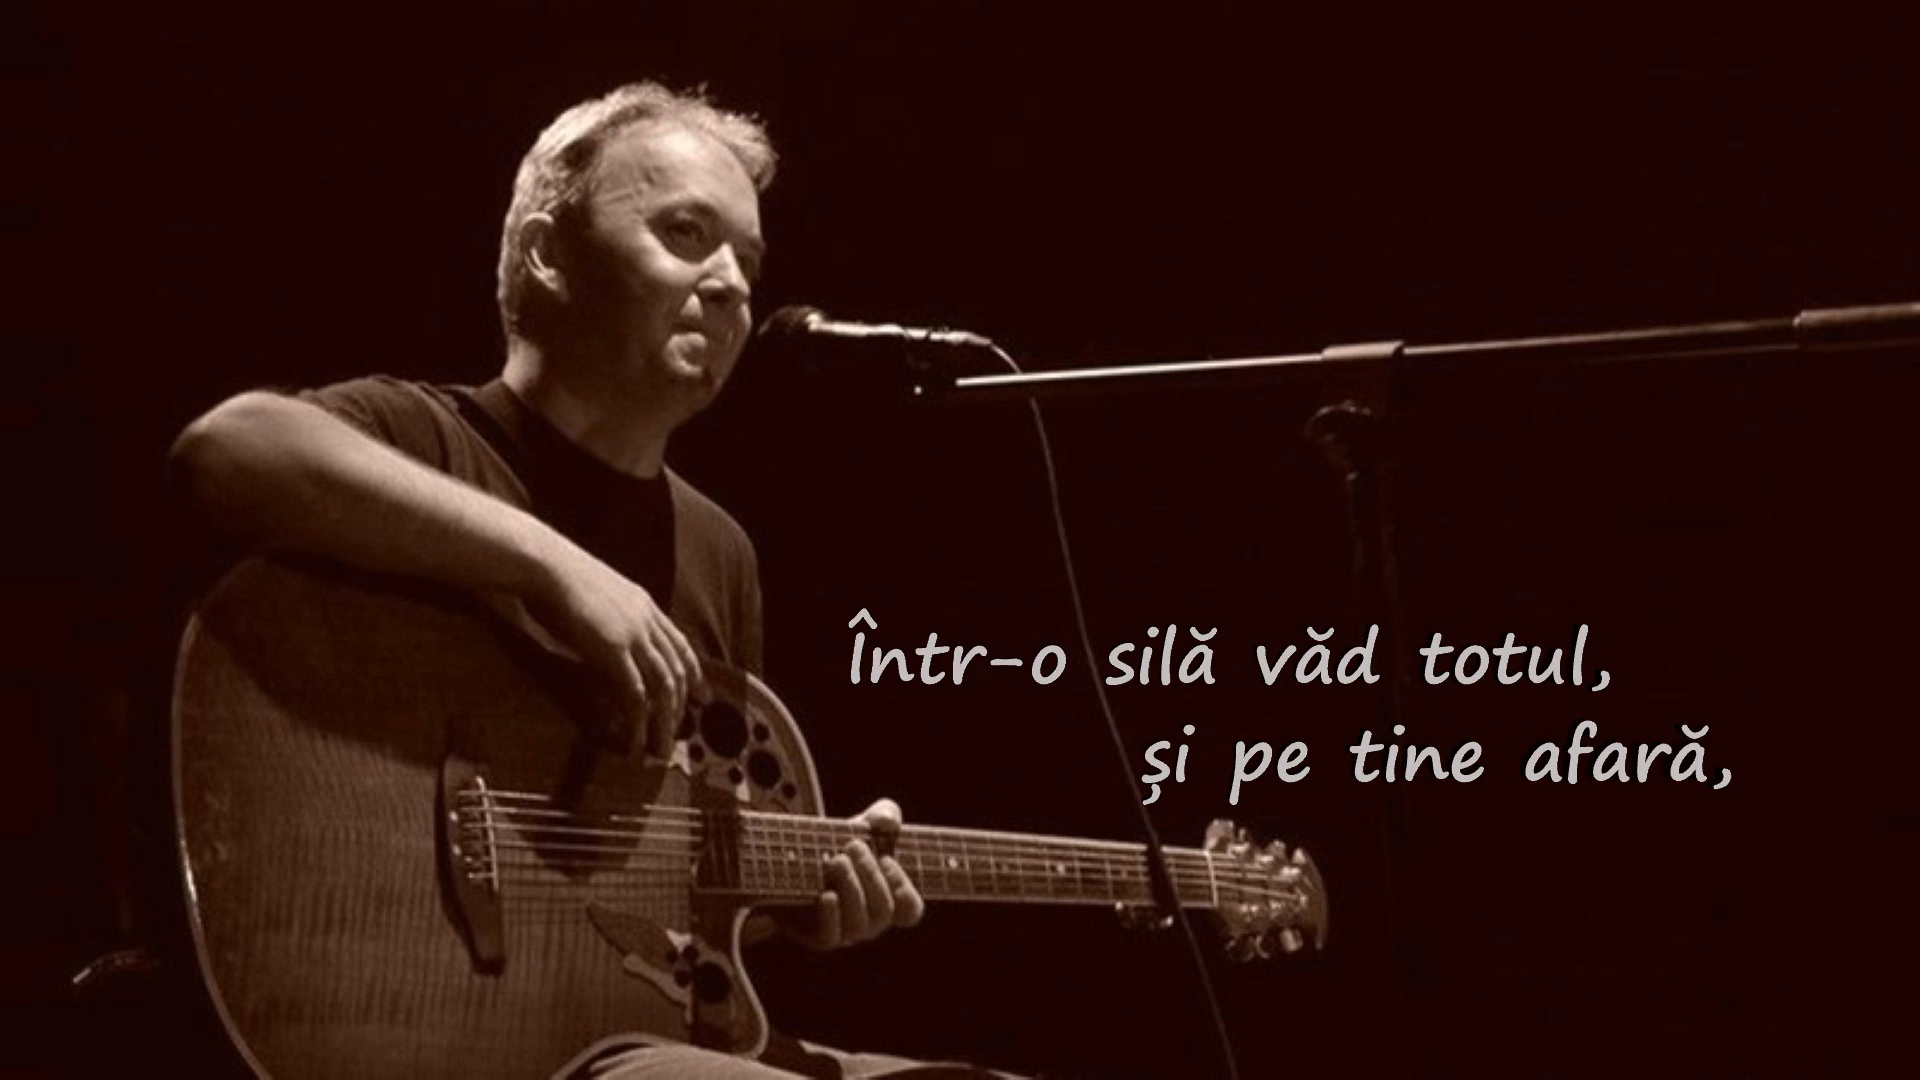 Într-o silă văd totul,
și pe tine afară,